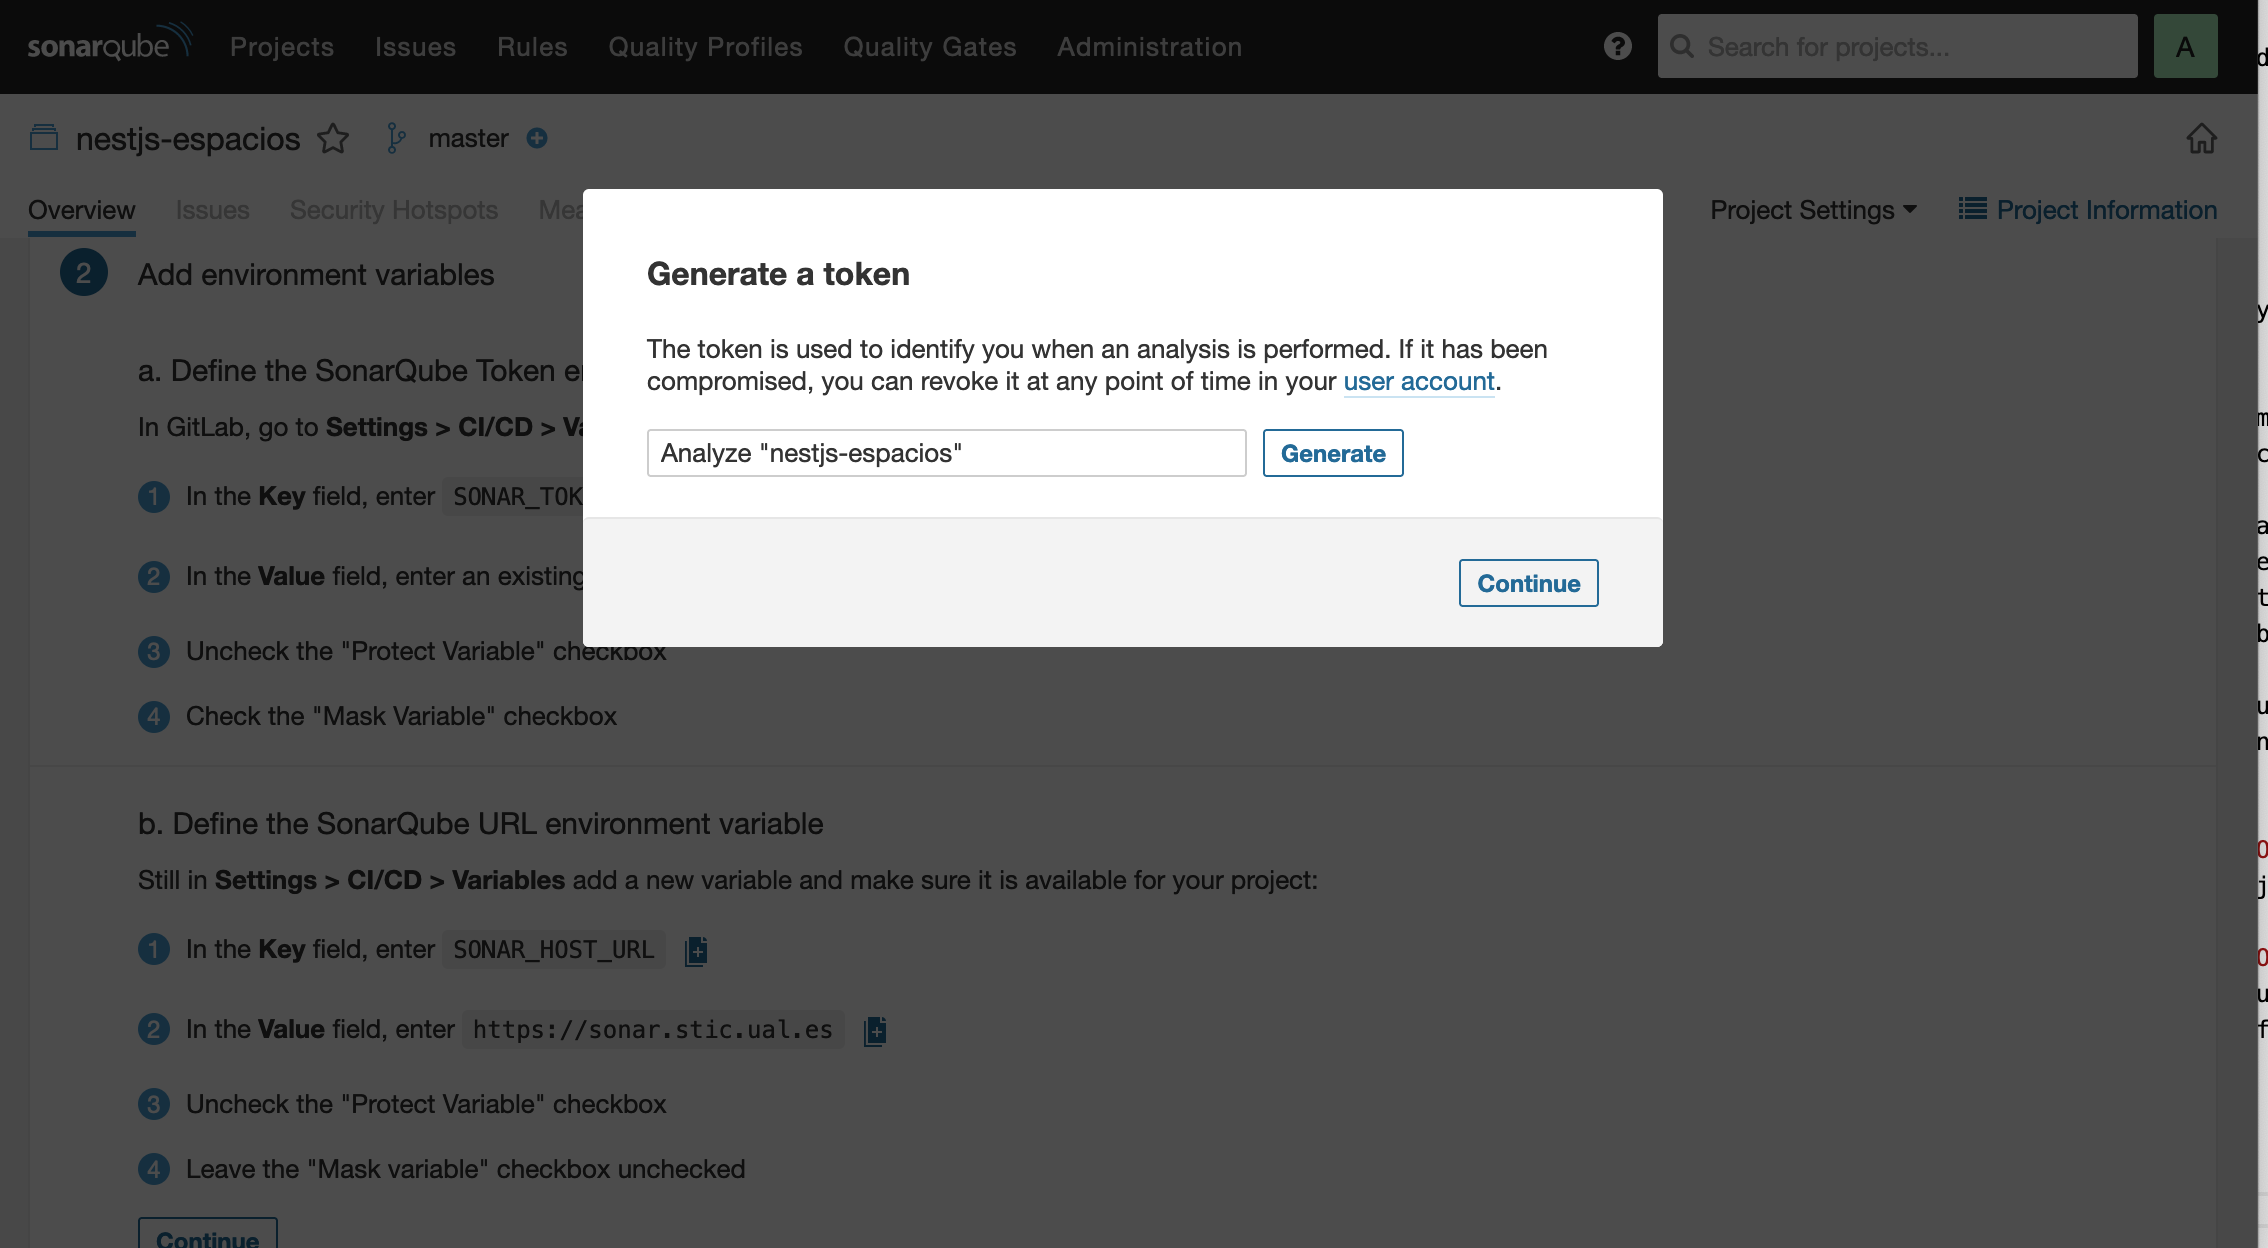 sonarqube Projects Issues Rules Quality Profiles Quality Gates Administration ? Search for projects... A
nestjs-espacios master
Overview Issues Security Hotspots Project Settings Project Information
Generate a token
The token is used to identify you when an analysis is performed. If it has been
compromised, you can revoke it at any point of time in your user account.
Analyze "nestjs-espacios" Generate
Continue
2 Add environment variables
a. Define the SonarQube Token
In GitLab, go to Settings > CI/CD >
1 In the Key field, enter SONAR_TOK
2 In the Value field, enter an existing
3 Uncheck the "Protect Variable" checkbox
4 Check the "Mask Variable" checkbox
b. Define the SonarQube URL environment variable
Still in Settings > CI/CD > Variables add a new variable and make sure it is available for your project:
1 In the Key field, enter SONAR_HOST_URL
2 In the Value field, enter https://sonar.stic.ual.es
3 Uncheck the "Protect Variable" checkbox
4 Leave the "Mask variable" checkbox unchecked
Continue